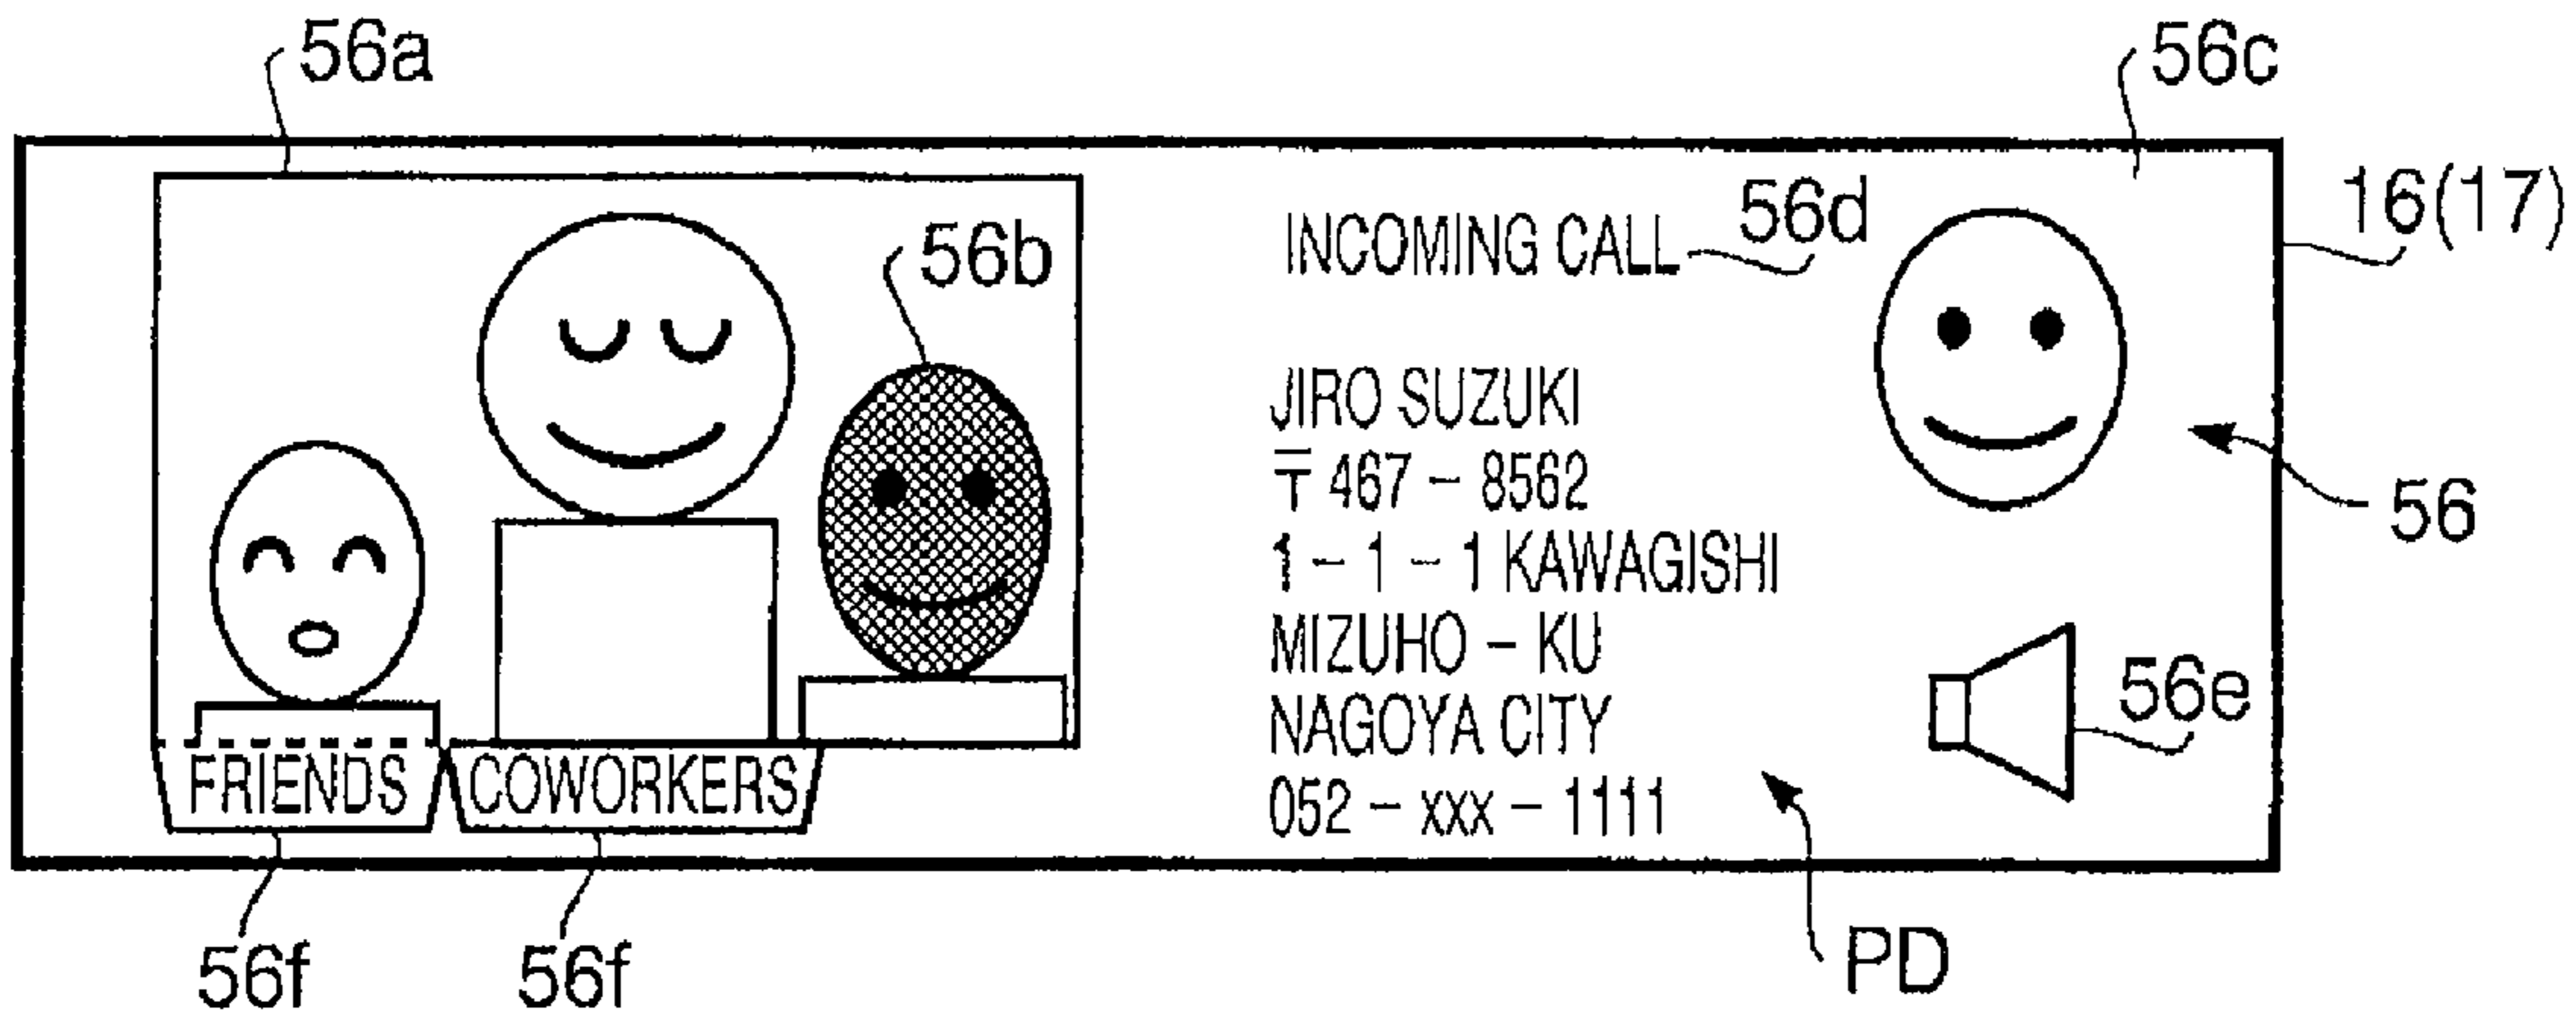 56a
56c
16(17)
56b
INCOMING CALL
56d
JIRO SUZUKI
〒 467 - 8562
1 - 1 - 1 KAWAGISHI
MIZUHO - KU
NAGOYA CITY
052 - xxx - 1111
56
56e
FRIENDS
COWORKERS
56f
56f
PD